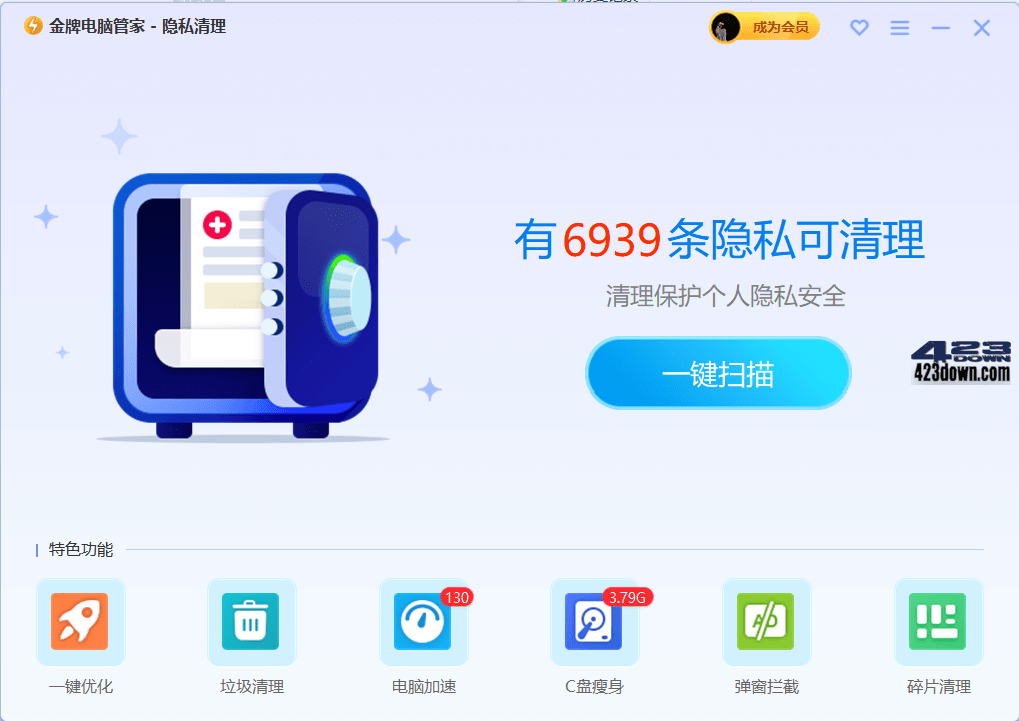 金牌电脑管家 - 隐私清理
成为会员
有6939条隐私可清理
清理保护个人隐私安全
一键扫描
423
DOWN
423down.com
特色功能
130
3.79G
一键优化
垃圾清理
电脑加速
C盘瘦身
弹窗拦截
碎片清理